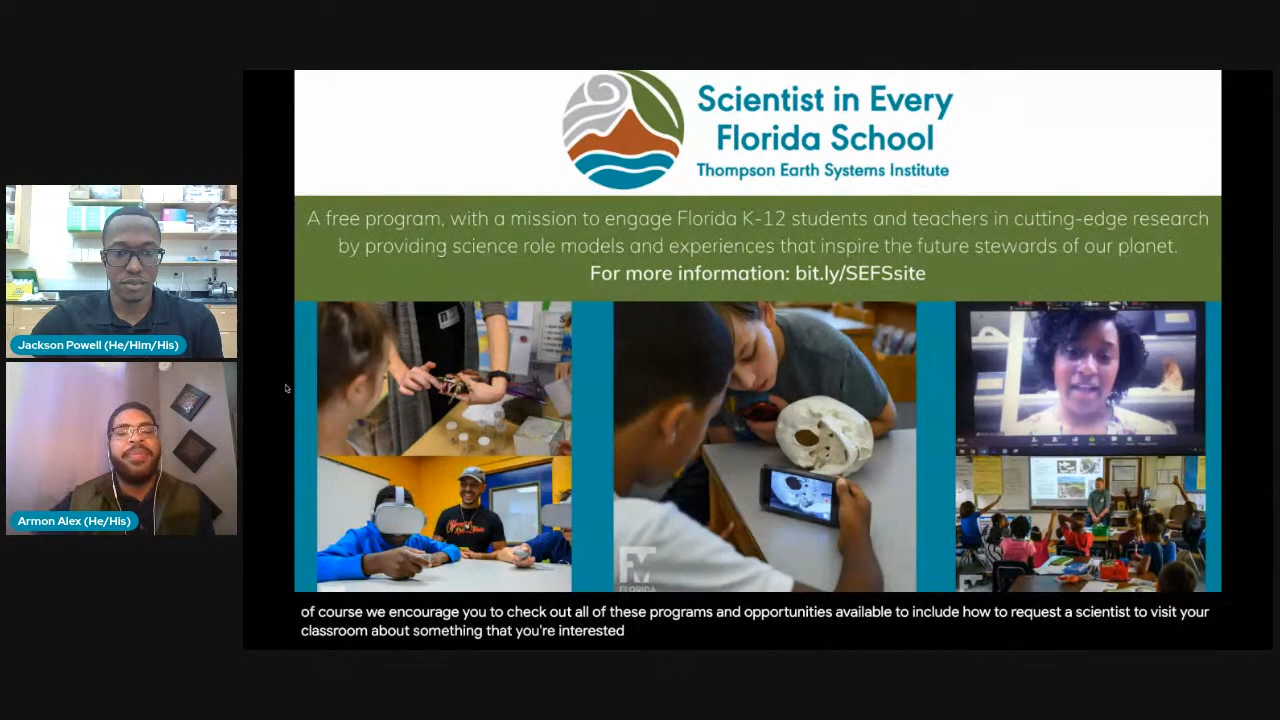 Scientist in Every
Florida School
Thompson Earth Systems Institute
A free program, with a mission to engage Florida K-12 students and teachers in cutting-edge research
by providing science role models and experiences that inspire the future stewards of our planet.
For more information: bit.ly/SEFSsite
Jackson Powell (He/Him/His)
Armon Alex (He/His)
FLORIDA
of course we encourage you to check out all of these programs and opportunities available to include how to request a scientist to visit your
classroom about something that you're interested